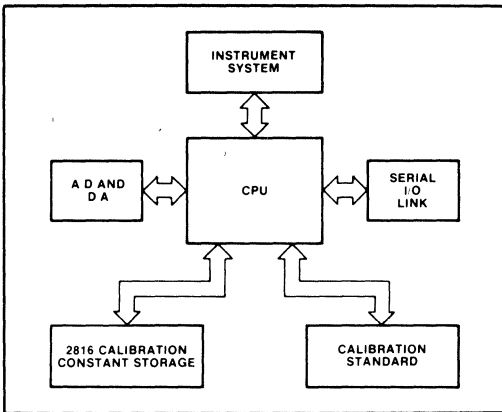 INSTRUMENT
SYSTEM
A D AND
D A
CPU
SERIAL
I/O
LINK
2816 CALIBRATION
CONSTANT STORAGE
CALIBRATION
STANDARD